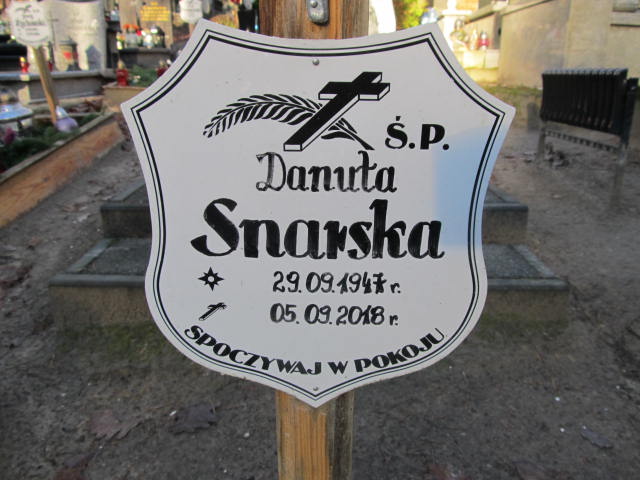 Ś.P.
Danuta
Snarska
29.09.1947 r.
05.09.2018 r.
SPOCZYWAJ W POKOJU